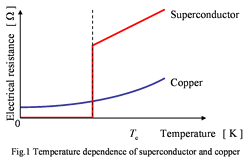 Electrical resistance [ Ω ]
Superconductor
Copper
0
Tc
Temperature [ K ]
Fig.1 Temperature dependence of superconductor and copper